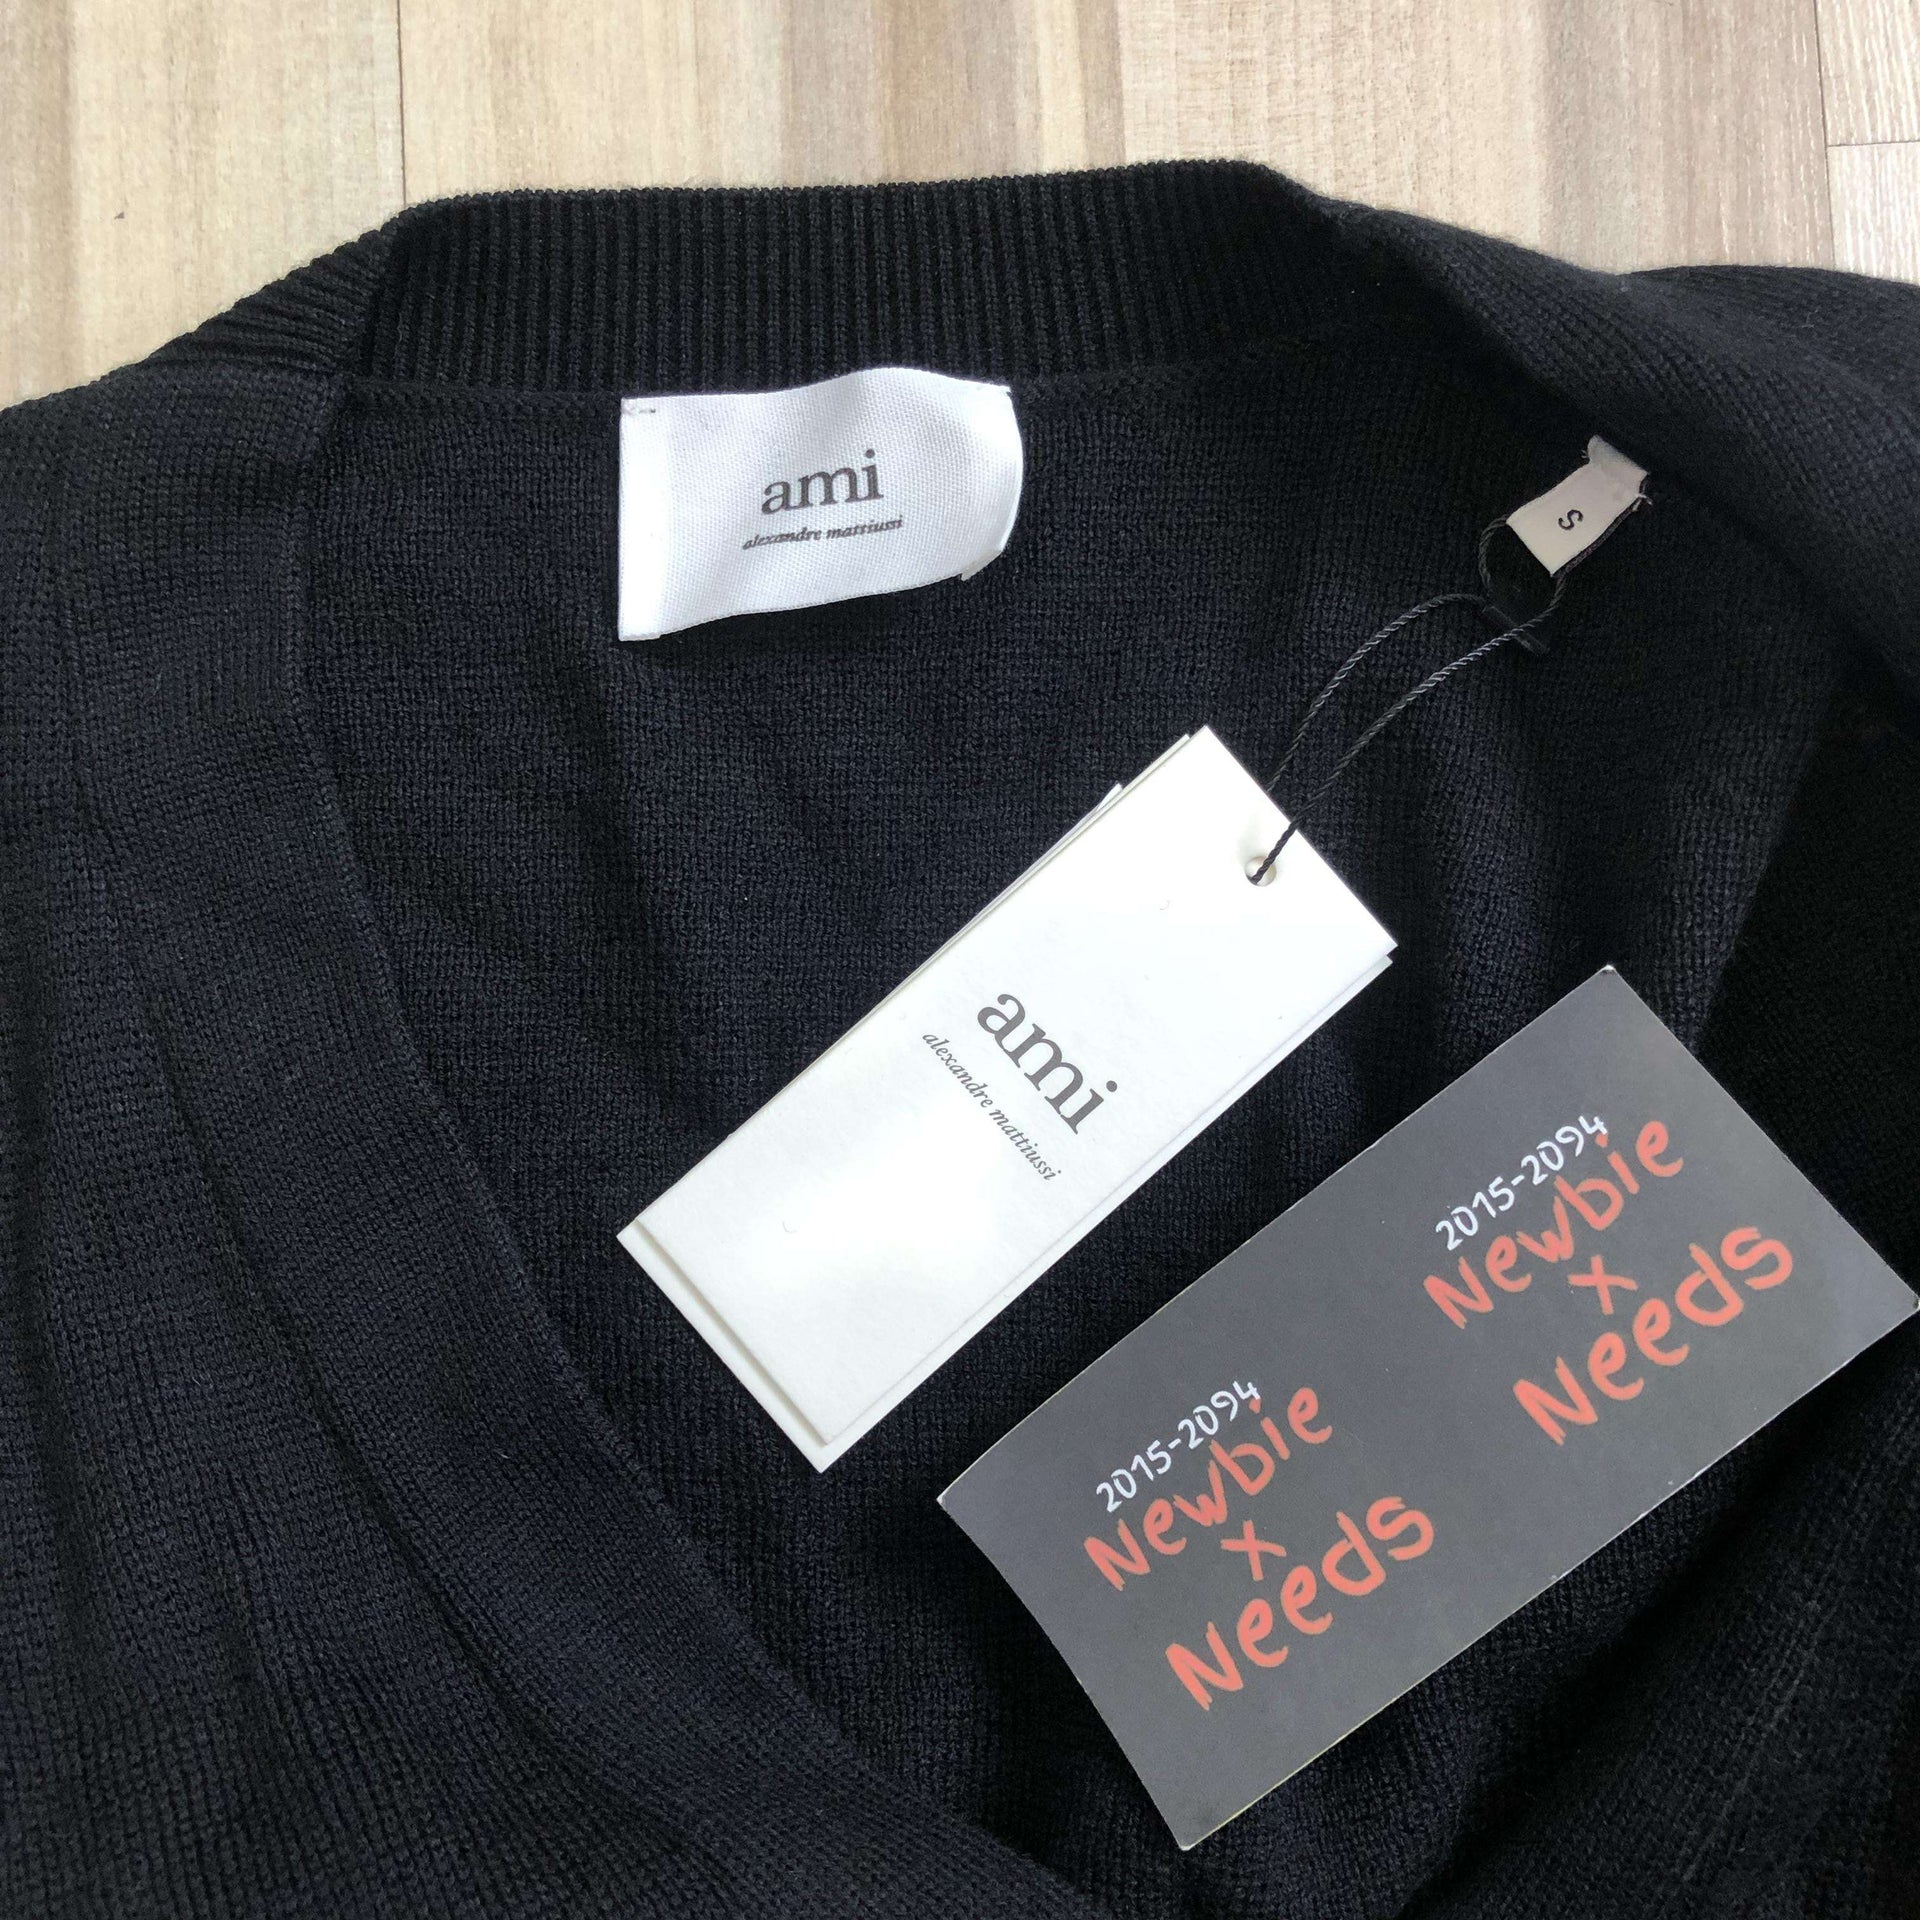 ami
alexandre mattiussi
S
ami
alexandre mattiussi
2015-2094
Newbie
x
Needs
2015-2094
Newbie
x
Needs